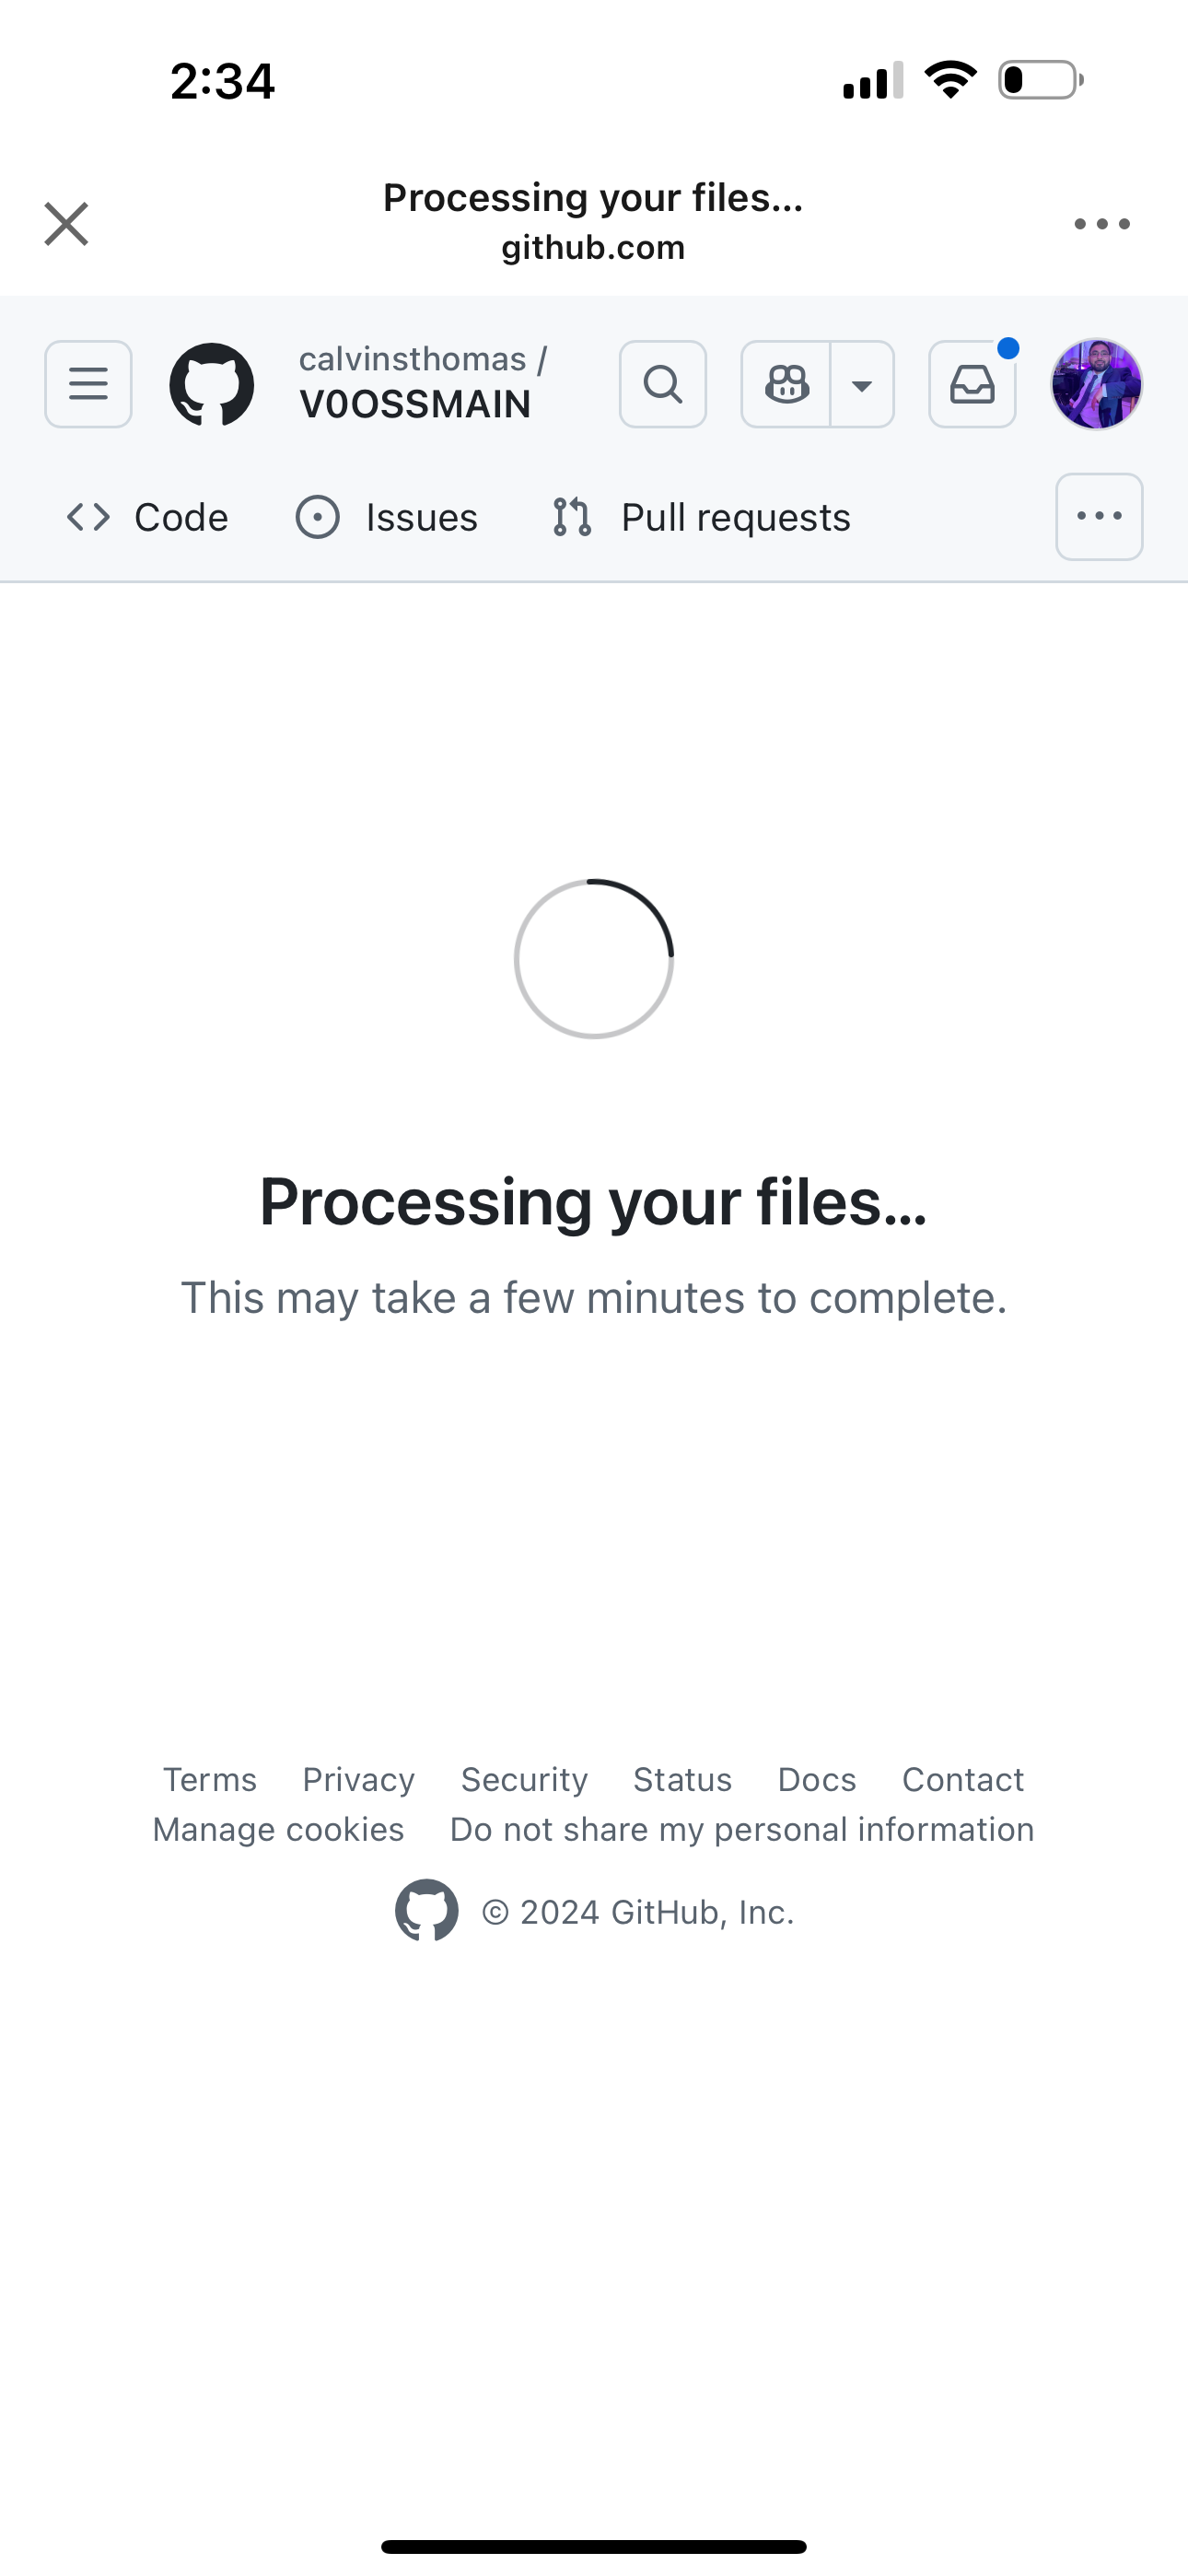 2:34
Processing your files...
github.com
calvinsthomas /
V0OSSMAIN
Code Issues Pull requests
Processing your files…
This may take a few minutes to complete.
Terms Privacy Security Status Docs Contact
Manage cookies Do not share my personal information
© 2024 GitHub, Inc.